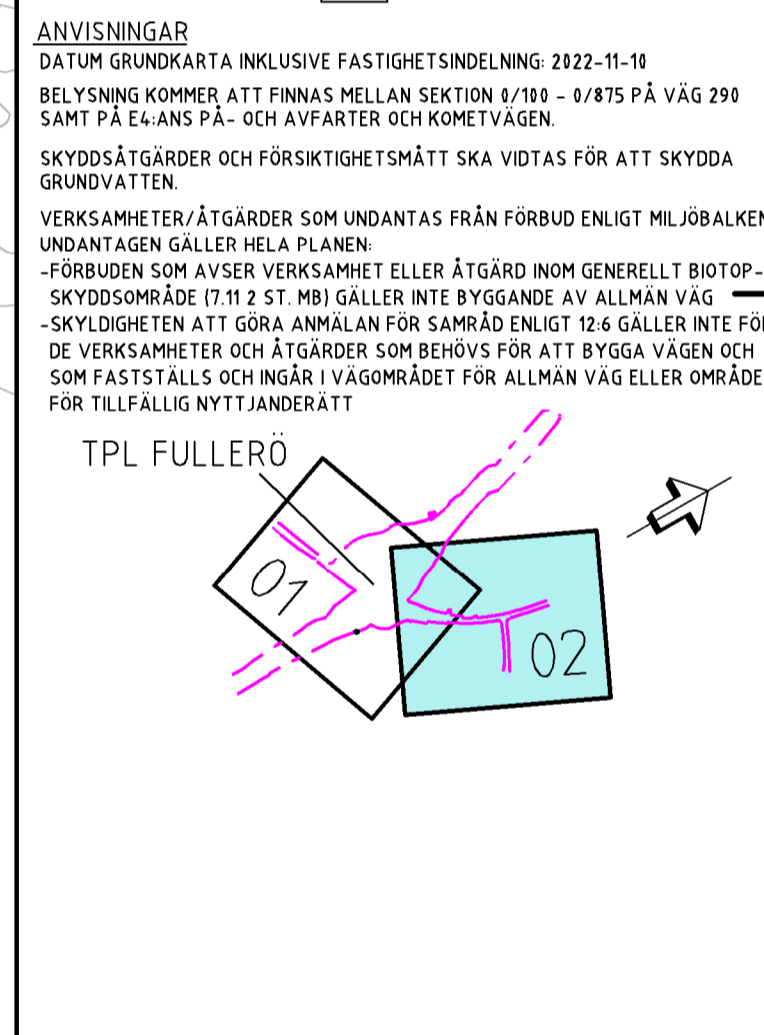 ANVISNINGAR
DATUM GRUNDKARTA INKLUSIVE FASTIGHETSINDELNING: 2022-11-10
BELYSNING KOMMER ATT FINNAS MELLAN SEKTION 0/100 - 0/875 PÅ VÄG 290
SAMT PÅ E4:ANS PÅ- OCH AVFARTER OCH KOMETVÄGEN.
SKYDDSÅTGÄRDER OCH FÖRSIKTIGHETSMÅTT SKA VIDTAS FÖR ATT SKYDDA
GRUNDVATTEN.
VERKSAMHETER/ÅTGÄRDER SOM UNDANTAS FRÅN FÖRBUD ENLIGT MILJÖBALKEN
UNDANTAGEN GÄLLER HELA PLANEN:
-FÖRBUDEN SOM AVSER VERKSAMHET ELLER ÅTGÄRD INOM GENERELLT BIOTOP-
SKYDDSOMRÅDE (7.11 2 ST. MB) GÄLLER INTE BYGGANDE AV ALLMÄN VÄG
-SKYLDIGHETEN ATT GÖRA ANMÄLAN FÖR SAMRÅD ENLIGT 12:6 GÄLLER INTE FÖR
DE VERKSAMHETER OCH ÅTGÄRDER SOM BEHÖVS FÖR ATT BYGGA VÄGEN OCH
SOM FASTSTÄLLS OCH INGÅR I VÄGOMRÅDET FÖR ALLMÄN VÄG ELLER OMRÅDE
FÖR TILLFÄLLIG NYTTJANDERÄTT
TPL FULLERÖ
01
02